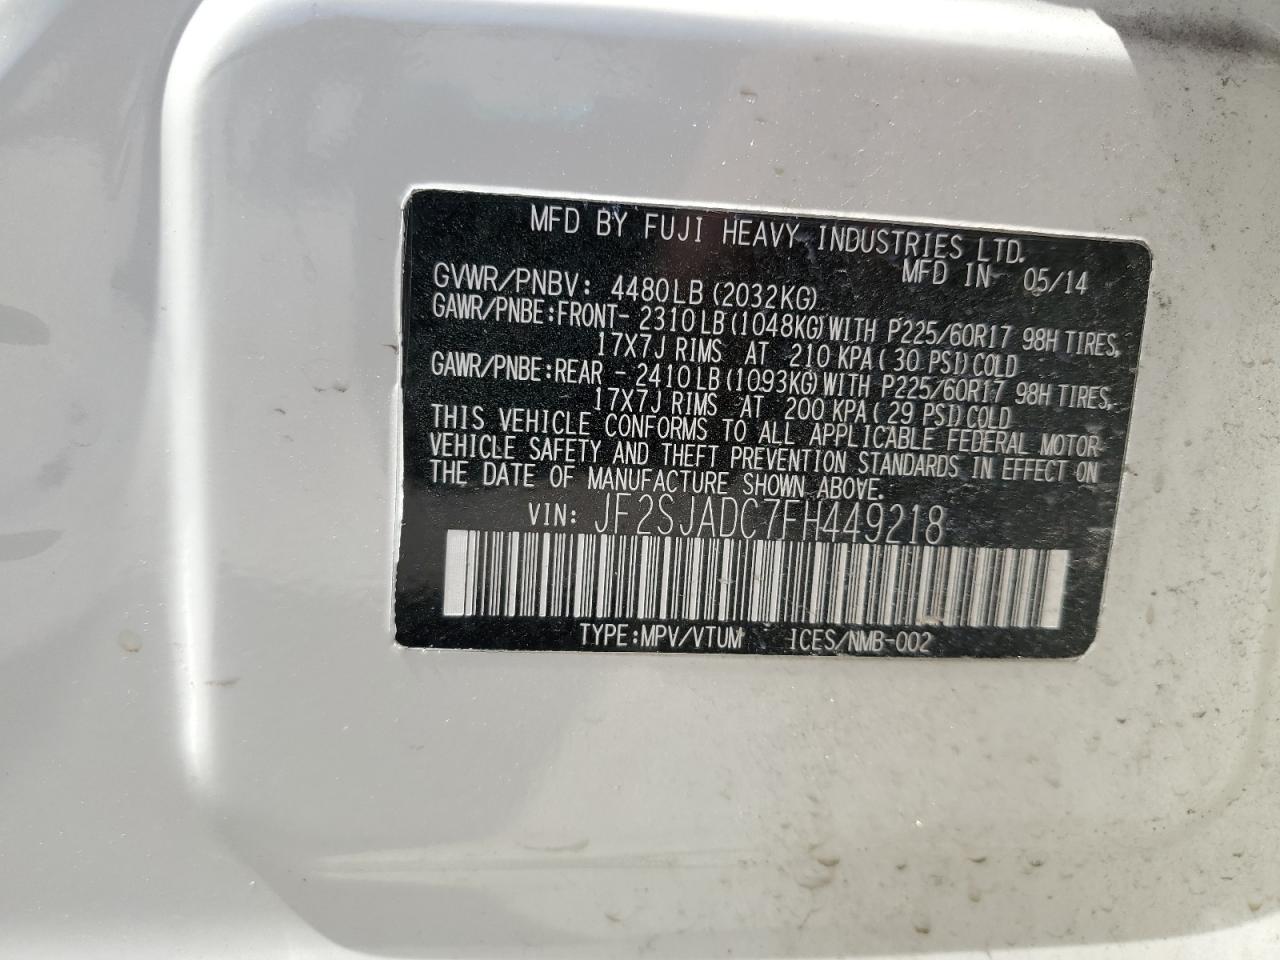 MFD BY FUJI HEAVY INDUSTRIES LTD.
MFD IN 05/14
GVWR/PNBV: 4480LB (2032KG)
GAWR/PNBE:FRONT- 2310LB (1048KG) WITH P225/60R17 98H TIRES,
17X7J RIMS AT 210 KPA ( 30 PSI) COLD
GAWR/PNBE:REAR - 2410LB (1093KG) WITH P225/60R17 98H TIRES,
17X7J RIMS AT 200 KPA ( 29 PSI) COLD
THIS VEHICLE CONFORMS TO ALL APPLICABLE FEDERAL MOTOR
VEHICLE SAFETY AND THEFT PREVENTION STANDARDS IN EFFECT ON
THE DATE OF MANUFACTURE SHOWN ABOVE.
VIN: JF2SJADC7FH449218
TYPE:MPV/VTUM ICES/NMB-002